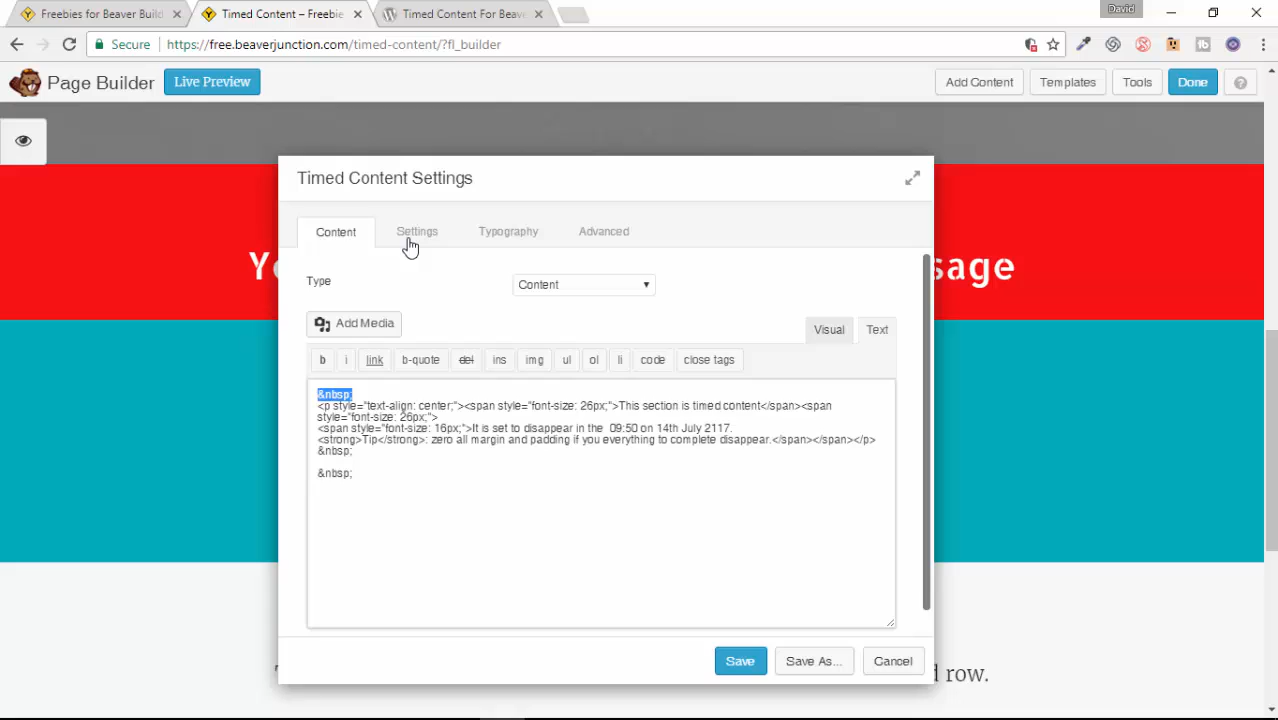 David
Freebies for Beaver Build
Timed Content – Freebie
Timed Content For Beav
Secure
https://free.beaverjunction.com/timed-content/?fl_builder
Page Builder
Live Preview
Add Content
Templates
Tools
Done
?
Timed Content Settings
Content
Settings
Typography
Advanced
sage
Type
Content
Add Media
Visual
Text
b
i
link
b-quote
del
ins
img
ul
ol
li
code
close tags
&nbsp;
<p style="text-align: center;"><span style="font-size: 26px;">This section is timed content</span><span
style="font-size: 26px;">
<span style="font-size: 16px;">It is set to disappear in the  09:50 on 14th July 2117.
<strong>Tip</strong>: zero all margin and padding if you everything to complete disappear.</span></span></p>
&nbsp;
&nbsp;
Save
Save As...
Cancel
row.